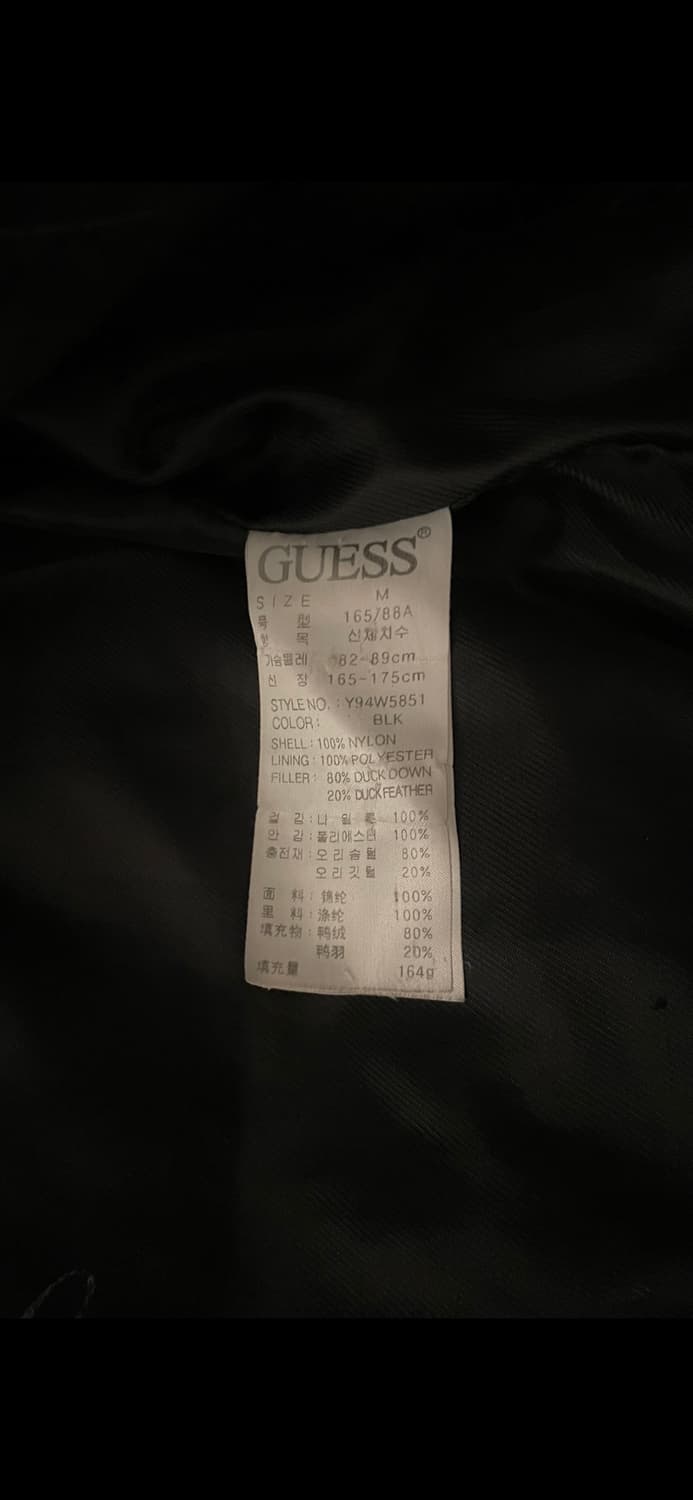 GUESS®
SIZE M
号 型 165/88A
항 목 신체치수
가슴둘레 82-89cm
신 장 165-175cm
STYLE NO. : Y94W5851
COLOR : BLK
SHELL : 100% NYLON
LINING : 100% POLYESTER
FILLER : 80% DUCK DOWN
20% DUCK FEATHER
겉 감 : 나 일 론 100%
안 감 : 폴리에스터 100%
충전재 : 오 리 솜 털 80%
오 리 깃 털 20%
面 料 : 锦纶 100%
里 料 : 涤纶 100%
填充物 : 鸭绒 80%
鸭羽 20%
填充量 164g